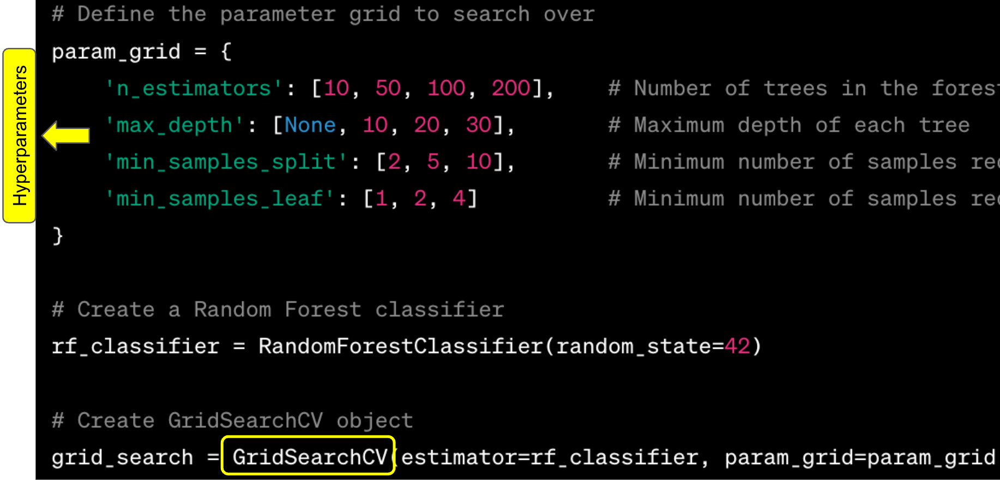 # Define the parameter grid to search over
param_grid = {
Hyperparameters
'n_estimators': [10, 50, 100, 200], # Number of trees in the forest
'max_depth': [None, 10, 20, 30], # Maximum depth of each tree
'min_samples_split': [2, 5, 10], # Minimum number of samples
'min_samples_leaf': [1, 2, 4] # Minimum number of samples
}
# Create a Random Forest classifier
rf_classifier = RandomForestClassifier(random_state=42)
# Create GridSearchCV object
grid_search = GridSearchCV(estimator=rf_classifier, param_grid=param_grid